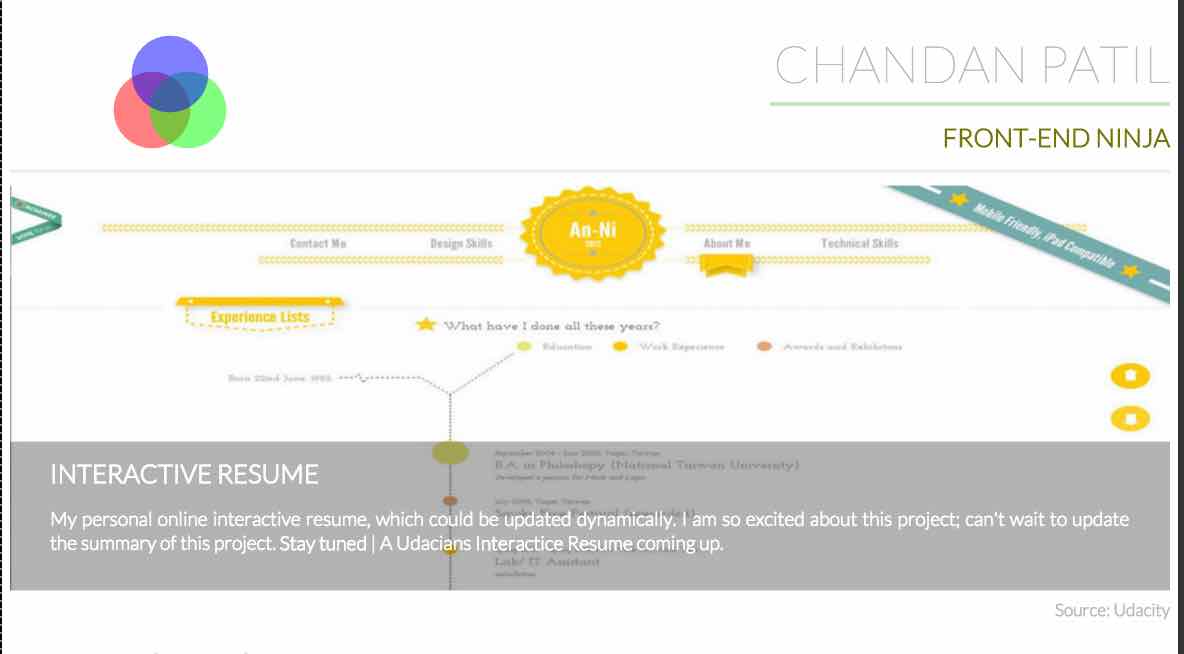 CHANDAN PATIL
FRONT-END NINJA
An-Ni
Contact Me
Design Skills
About Me
Technical Skills
Mobile Friendly, iPad Compatible
Experience Lists
What have I done all these years?
Education
Work Experience
Awards and Exhibitons
Born 22nd June
B.A. in Philosophy (National Taiwan University)
INTERACTIVE RESUME
My personal online interactive resume, which could be updated dynamically. I am so excited about this project; can't wait to update
the summary of this project. Stay tuned | A Udacians Interactice Resume coming up.
Lab/ IT Assistant
Source: Udacity